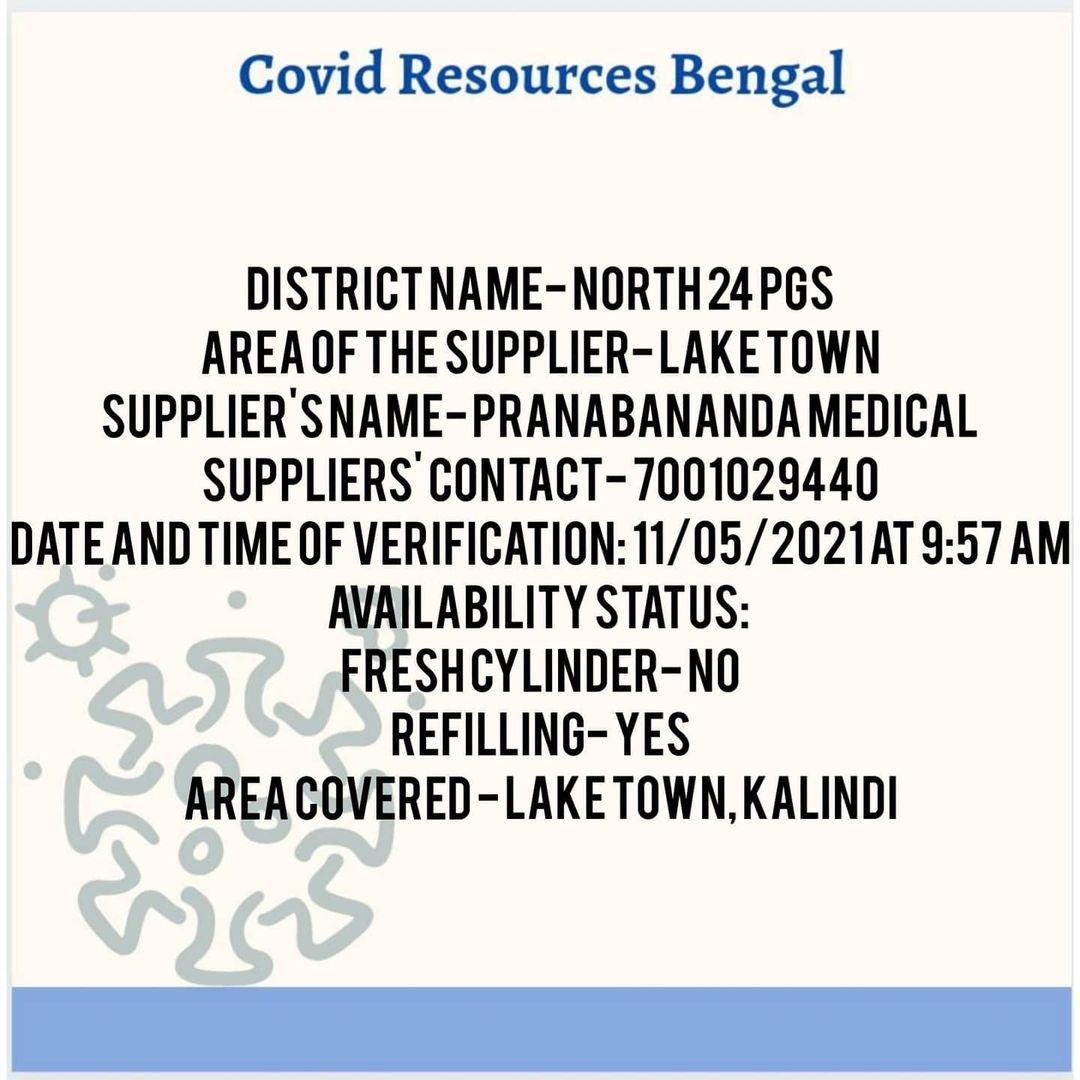 Covid Resources Bengal
DISTRICT NAME- NORTH 24 PGS
AREA OF THE SUPPLIER- LAKE TOWN
SUPPLIER'S NAME- PRANABANANDA MEDICAL
SUPPLIERS' CONTACT- 7001029440
DATE AND TIME OF VERIFICATION: 11/05/2021 AT 9:57 AM
AVAILABILITY STATUS:
FRESH CYLINDER- NO
REFILLING- YES
AREA COVERED - LAKE TOWN, KALINDI